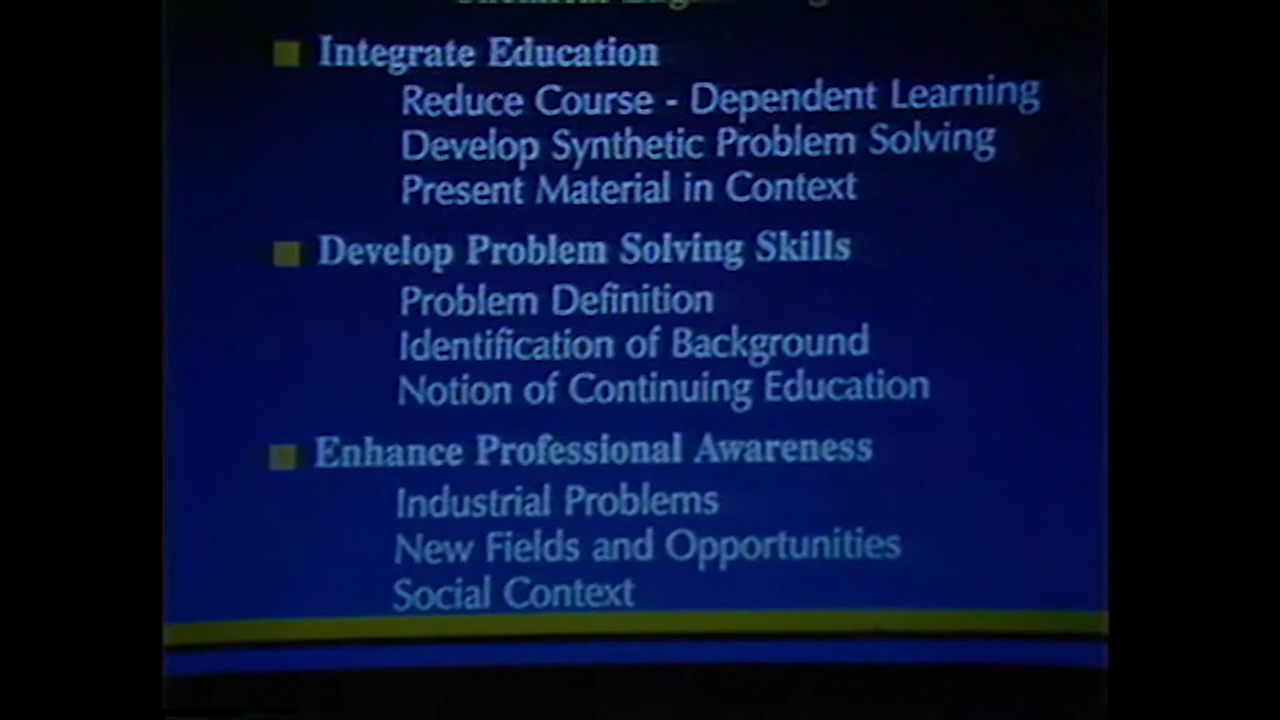 Integrate Education
Reduce Course - Dependent Learning
Develop Synthetic Problem Solving
Present Material in Context
Develop Problem Solving Skills
Problem Definition
Identification of Background
Notion of Continuing Education
Enhance Professional Awareness
Industrial Problems
New Fields and Opportunities
Social Context